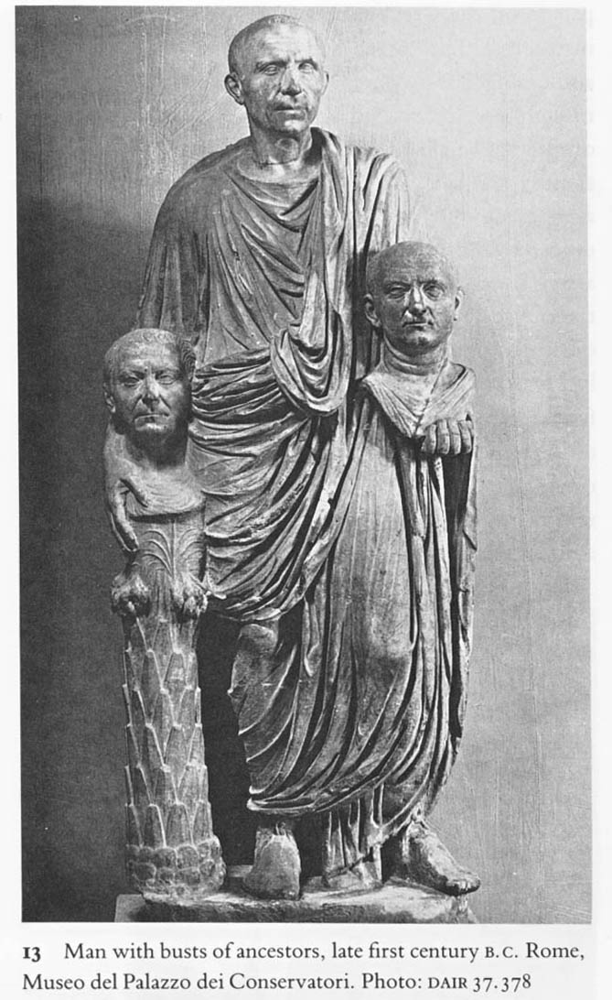 13 Man with busts of ancestors, late first century B.C. Rome,
Museo del Palazzo dei Conservatori. Photo: DAIR 37.378